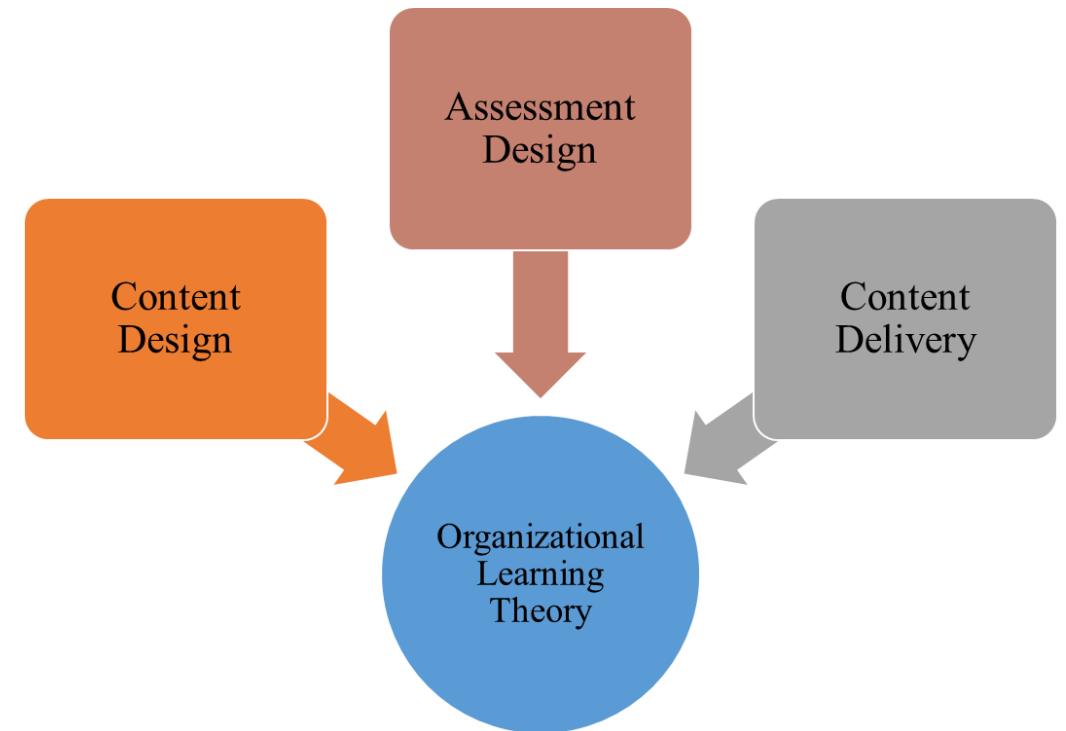 Assessment
Design
Content
Design
Content
Delivery
Organizational
Learning
Theory